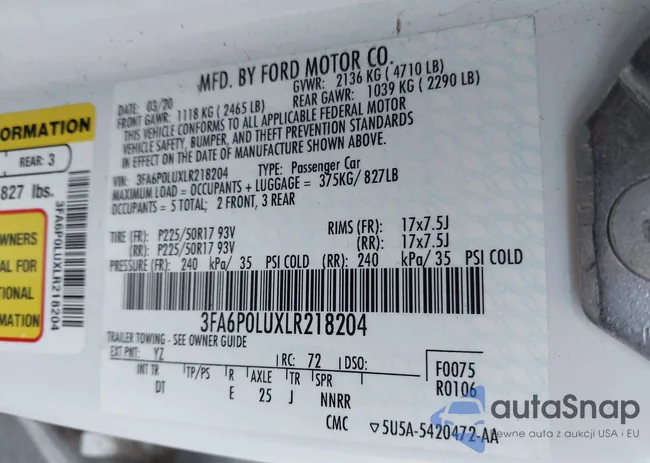 MFD. BY FORD MOTOR CO.
DATE: 03/20 GVWR: 2136 KG (4710 LB)
FRONT GAWR: 1118 KG (2465 LB) REAR GAWR: 1039 KG (2290 LB)
THIS VEHICLE CONFORMS TO ALL APPLICABLE FEDERAL MOTOR
VEHICLE SAFETY, BUMPER, AND THEFT PREVENTION STANDARDS
IN EFFECT ON THE DATE OF MANUFACTURE SHOWN ABOVE.
VIN: 3FA6P0LUXLR218204 TYPE: Passenger Car
MAXIMUM LOAD = OCCUPANTS + LUGGAGE = 375KG/827LB
OCCUPANTS = 5 TOTAL; 2 FRONT, 3 REAR
TIRE (FR): P225/50R17 93V RIMS (FR): 17x7.5J
(RR): P225/50R17 93V (RR): 17x7.5J
PRESSURE (FR): 240 kPa/ 35 PSI COLD (RR): 240 kPa/ 35 PSI COLD
3FA6P0LUXLR218204
TRAILER TOWING - SEE OWNER GUIDE
EXT PNT: YZ RC: 72 DSO: F0075
INT TR TP/PS R AXLE TR SPR R0106
DT E 25 J NNRR
CMC ▽5U5A-5420472-AA
ORMATION
REAR: 3
827 lbs.
WNERS
AL FOR
TIONAL
MATION
3FA6P0LUXLR218204
autaSnap
Pewne auta z aukcji USA i EU